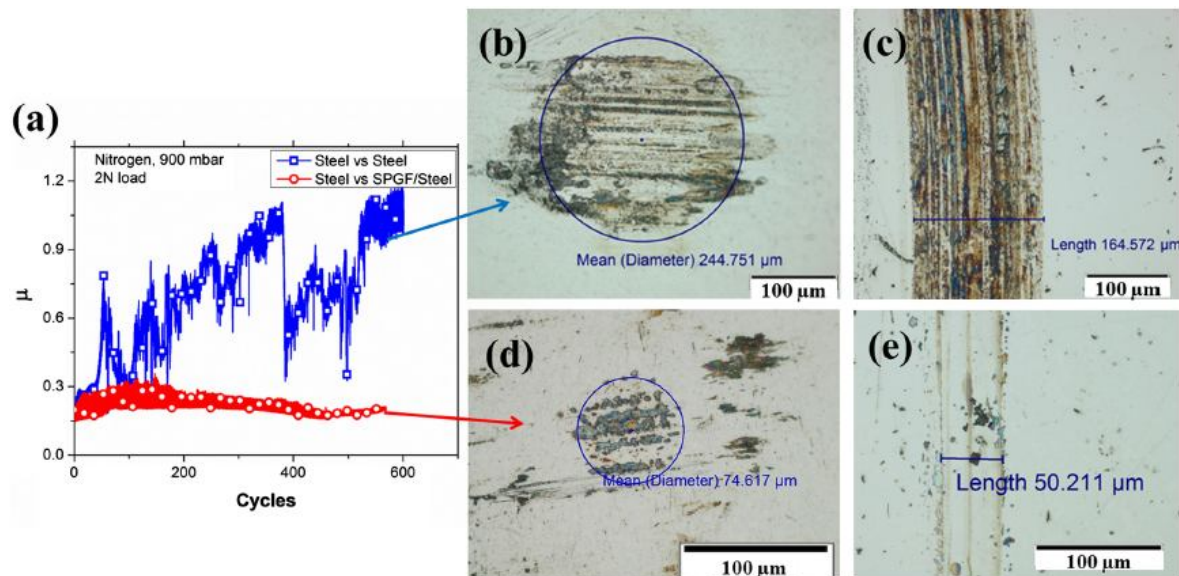 (a)
Nitrogen, 900 mbar
2N load
Steel vs Steel
Steel vs SPGF/Steel
1.2
0.9
0.6
0.3
0.0
μ
0
200
400
600
Cycles
(b)
Mean (Diameter) 244.751 µm
100 µm
(c)
Length 164.572 µm
100 µm
(d)
Mean (Diameter) 74.617 µm
100 µm
(e)
Length 50.211 µm
100 µm